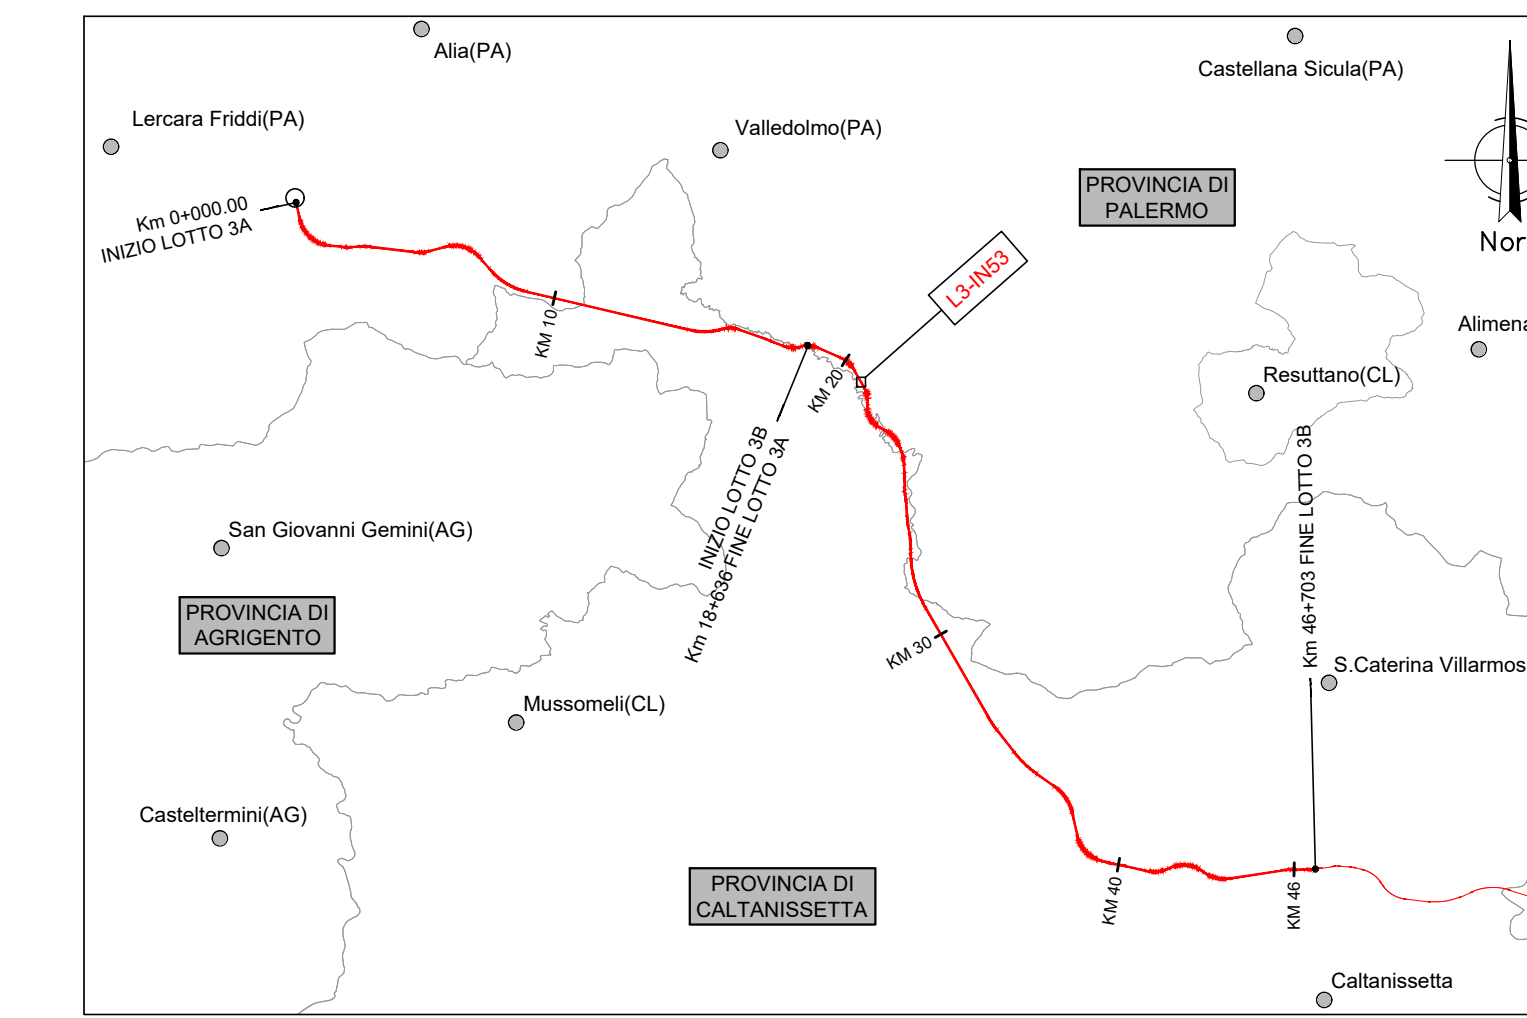 Alia(PA)
Castellana Sicula(PA)
Lercara Friddi(PA)
Valledolmo(PA)
PROVINCIA DI
PALERMO
Km 0+000.00
INIZIO LOTTO 3A
Nor
L3-IN53
KM 10
Alimena
KM 20
Resuttano(CL)
INIZIO LOTTO 3B
Km 18+636 FINE LOTTO 3A
Km 46+703 FINE LOTTO 3B
San Giovanni Gemini(AG)
PROVINCIA DI
AGRIGENTO
KM 30
S.Caterina Villarmos
Mussomeli(CL)
Casteltermini(AG)
PROVINCIA DI
CALTANISSETTA
KM 40
KM 46
Caltanissetta